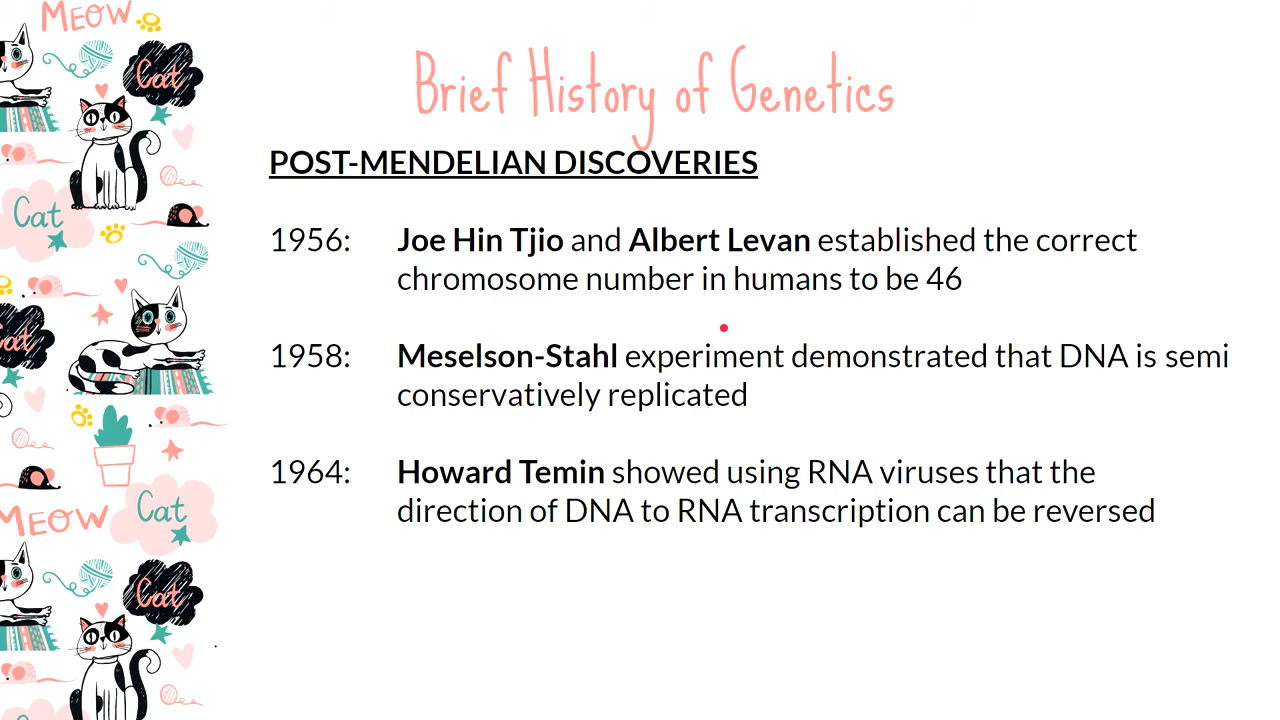 MEOW
Cat
Cat
Cat
MEOW
Cat
Cat
Brief History of Genetics
POST-MENDELIAN DISCOVERIES
1956: Joe Hin Tjio and Albert Levan established the correct
chromosome number in humans to be 46
1958: Meselson-Stahl experiment demonstrated that DNA is semi
conservatively replicated
1964: Howard Temin showed using RNA viruses that the
direction of DNA to RNA transcription can be reversed